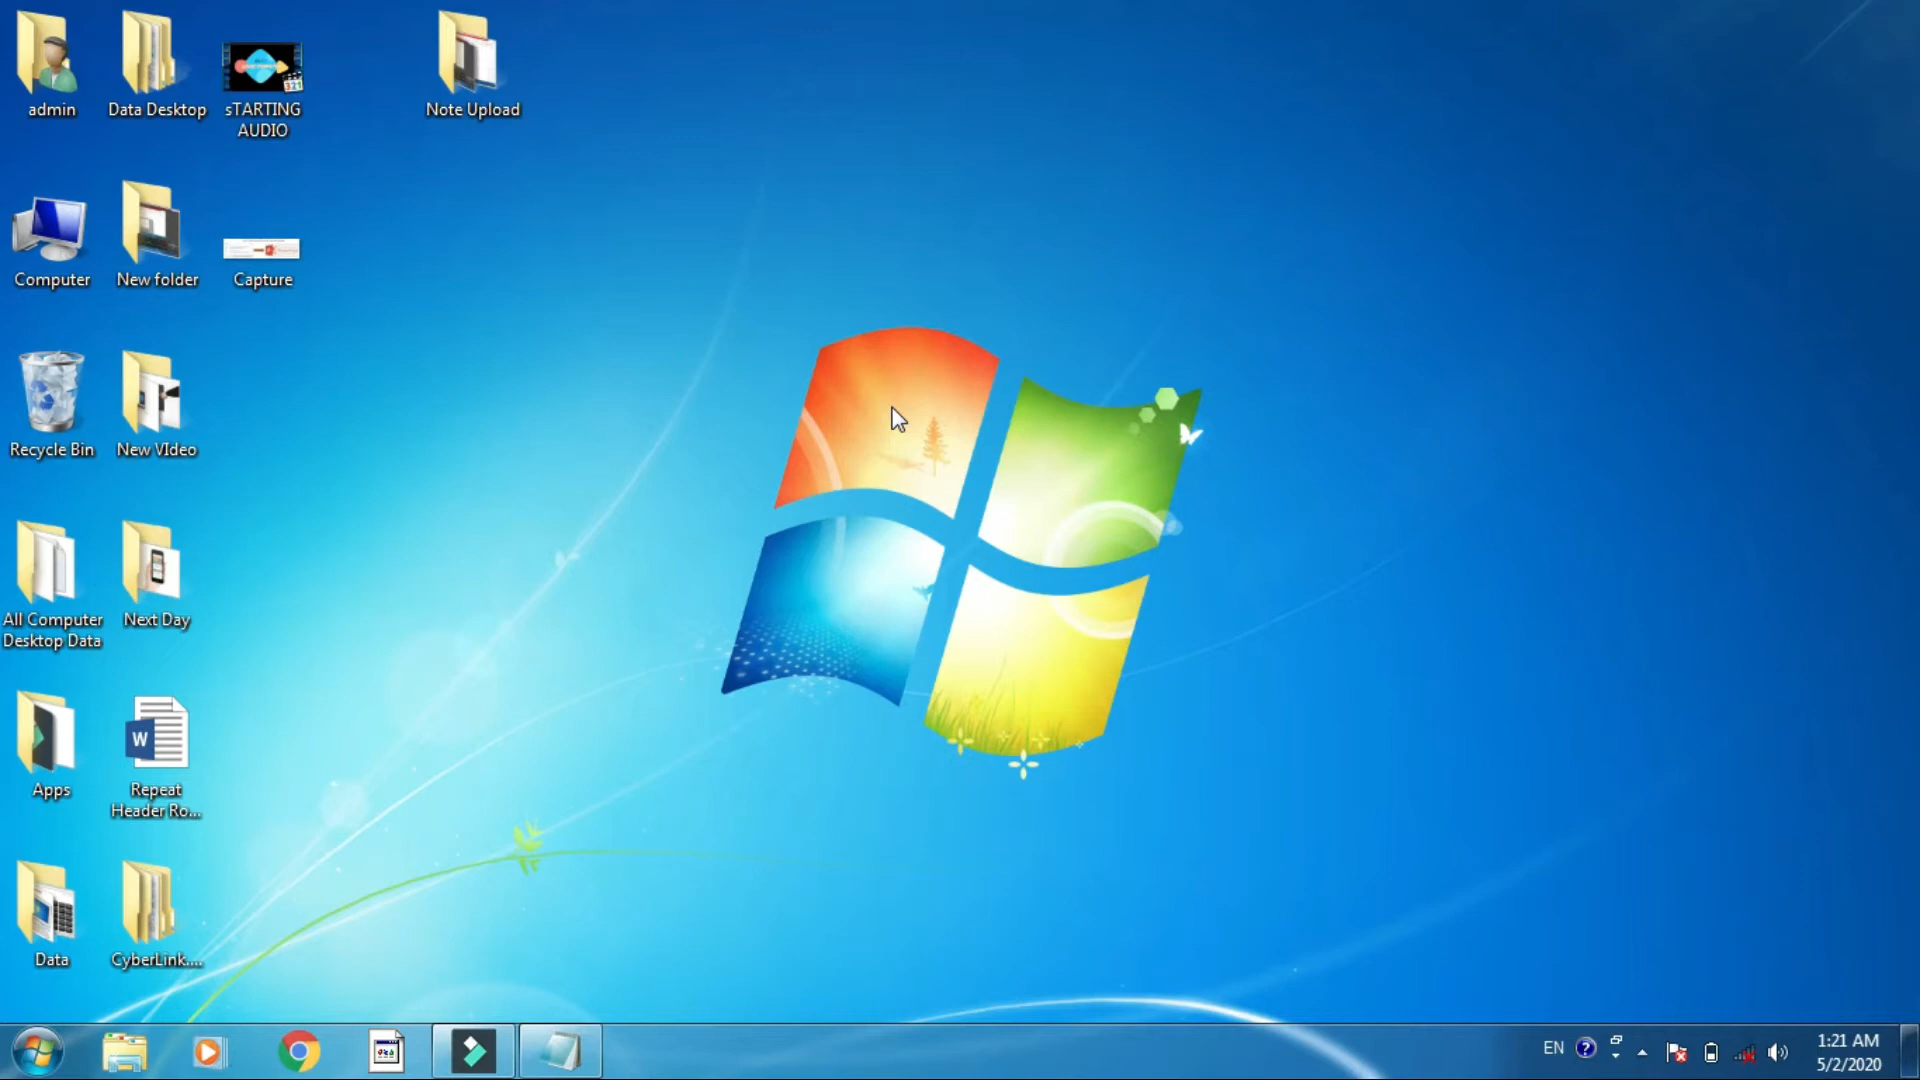 admin
Data Desktop
sTARTING
AUDIO
Note Upload
Computer
New folder
Capture
Recycle Bin
New VIdeo
All Computer
Desktop Data
Next Day
Apps
W
Repeat
Header Ro...
Data
CyberLink....
EN
?
1:21 AM
5/2/2020